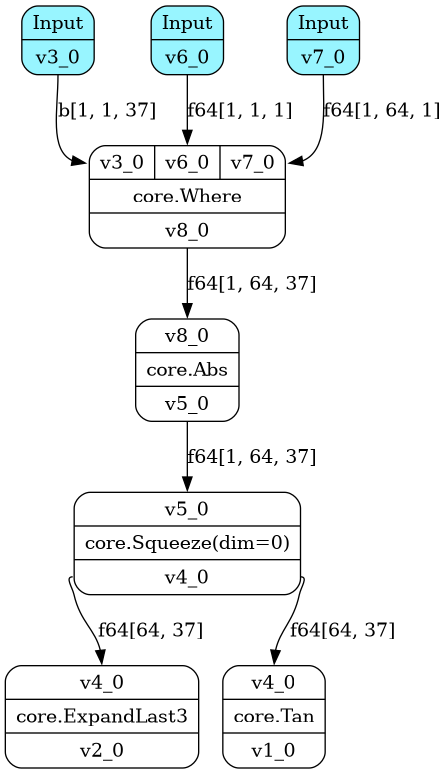 Input
v3_0
Input
v6_0
Input
v7_0
b[1, 1, 37]
f64[1, 1, 1]
f64[1, 64, 1]
v3_0
v6_0
v7_0
core.Where
v8_0
f64[1, 64, 37]
v8_0
core.Abs
v5_0
f64[1, 64, 37]
v5_0
core.Squeeze(dim=0)
v4_0
f64[64, 37]
f64[64, 37]
v4_0
core.ExpandLast3
v2_0
v4_0
core.Tan
v1_0